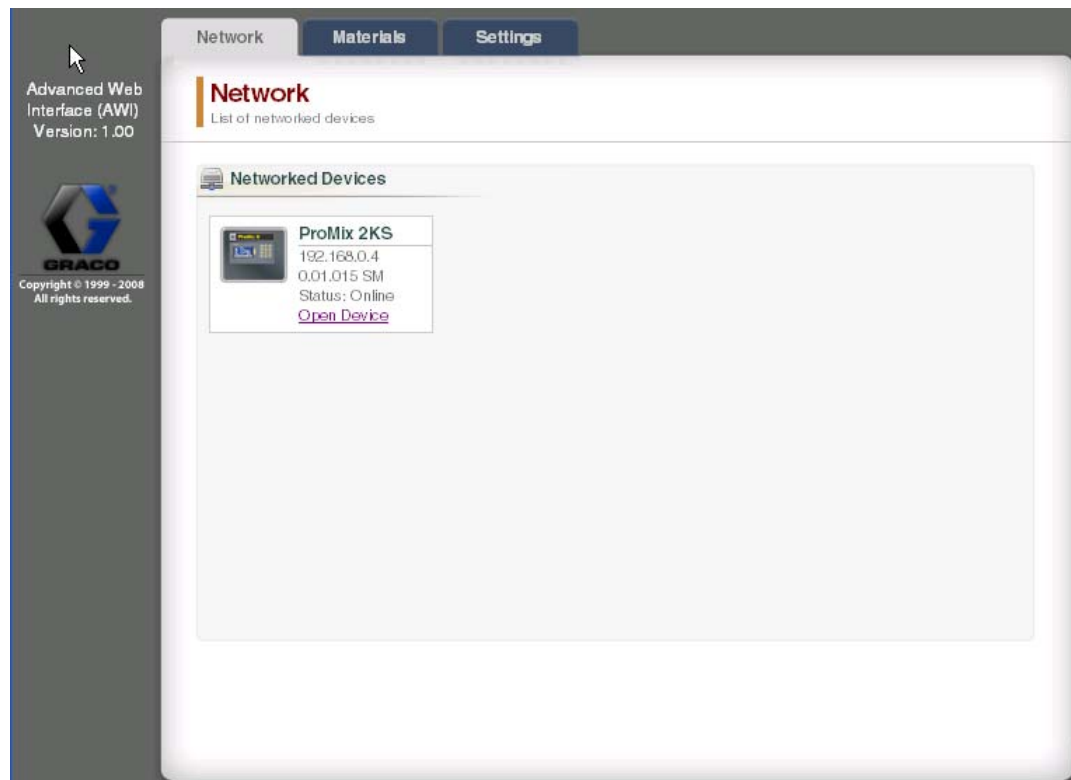 Network
Materials
Settings
Advanced Web
Interface (AWI)
Version: 1.00
GRACO
Copyright © 1999 - 2008
All rights reserved.
Network
List of networked devices
Networked Devices
ProMix 2KS
192.168.0.4
0.01.015 SM
Status: Online
Open Device